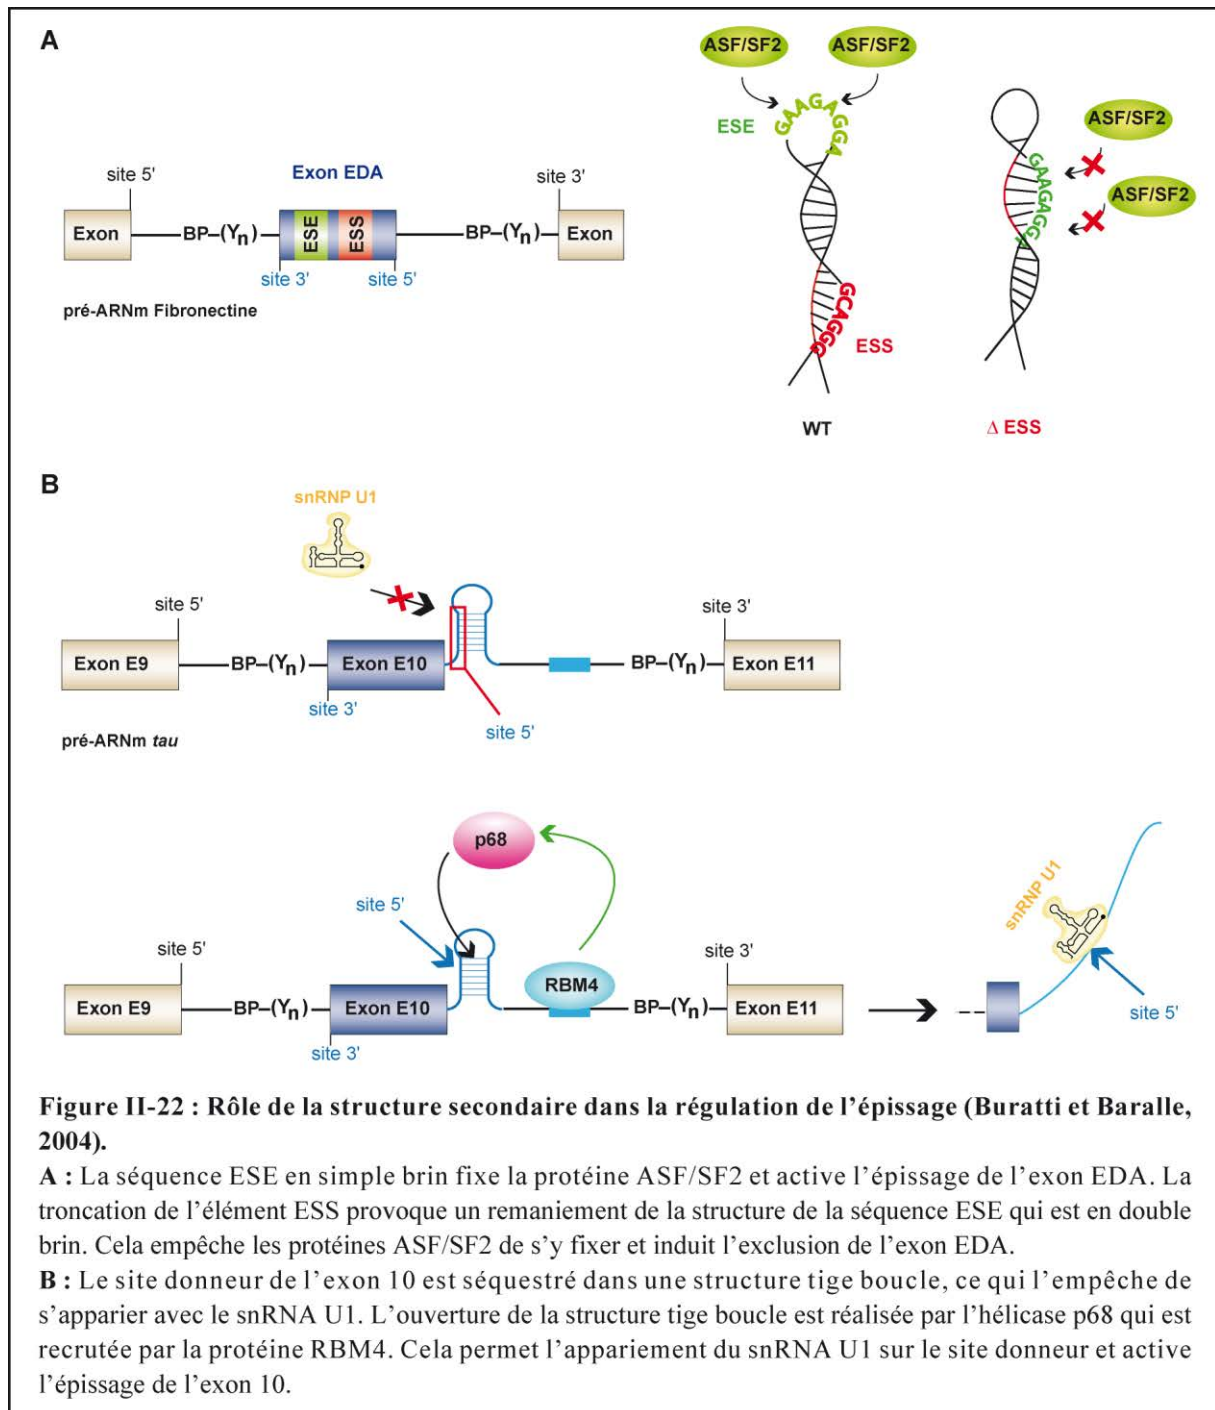 A
ASF/SF2
ASF/SF2
GAAGAGGA
ESE
GCAGGG
ESS
WT
GAAGAGGA
ASF/SF2
ASF/SF2
Δ ESS
site 5'
Exon EDA
site 3'
Exon
BP–(Yn)
ESE
ESS
BP–(Yn)
Exon
site 3'
site 5'
pré-ARNm Fibronectine
B
snRNP U1
site 5'
site 3'
Exon E9
BP–(Yn)
Exon E10
BP–(Yn)
Exon E11
site 3'
site 5'
pré-ARNm tau
p68
site 5'
site 5'
site 3'
snRNP U1
Exon E9
BP–(Yn)
Exon E10
RBM4
BP–(Yn)
Exon E11
site 5'
site 3'
Figure II-22 : Rôle de la structure secondaire dans la régulation de l'épissage (Buratti et Baralle,
2004).
A : La séquence ESE en simple brin fixe la protéine ASF/SF2 et active l'épissage de l'exon EDA. La
troncation de l'élément ESS provoque un remaniement de la structure de la séquence ESE qui est en double
brin. Cela empêche les protéines ASF/SF2 de s'y fixer et induit l'exclusion de l'exon EDA.
B : Le site donneur de l'exon 10 est séquestré dans une structure tige boucle, ce qui l'empêche de
s'apparier avec le snRNA U1. L'ouverture de la structure tige boucle est réalisée par l'hélicase p68 qui est
recrutée par la protéine RBM4. Cela permet l'appariement du snRNA U1 sur le site donneur et active
l'épissage de l'exon 10.